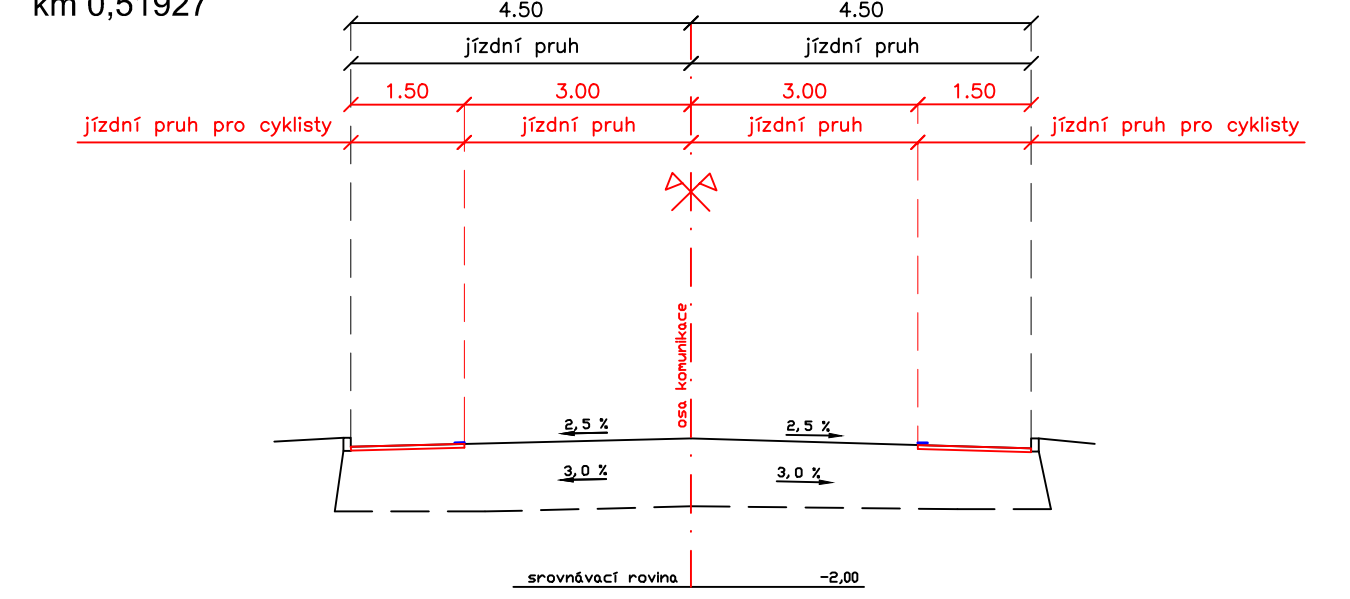 km 0,51927
4.50 4.50
jízdní pruh jízdní pruh
1.50 3.00 3.00 1.50
jízdní pruh pro cyklisty jízdní pruh jízdní pruh jízdní pruh pro cyklisty
osa komunikace
2,5 % 2,5 %
3,0 % 3,0 %
srovnávací rovina -2,00